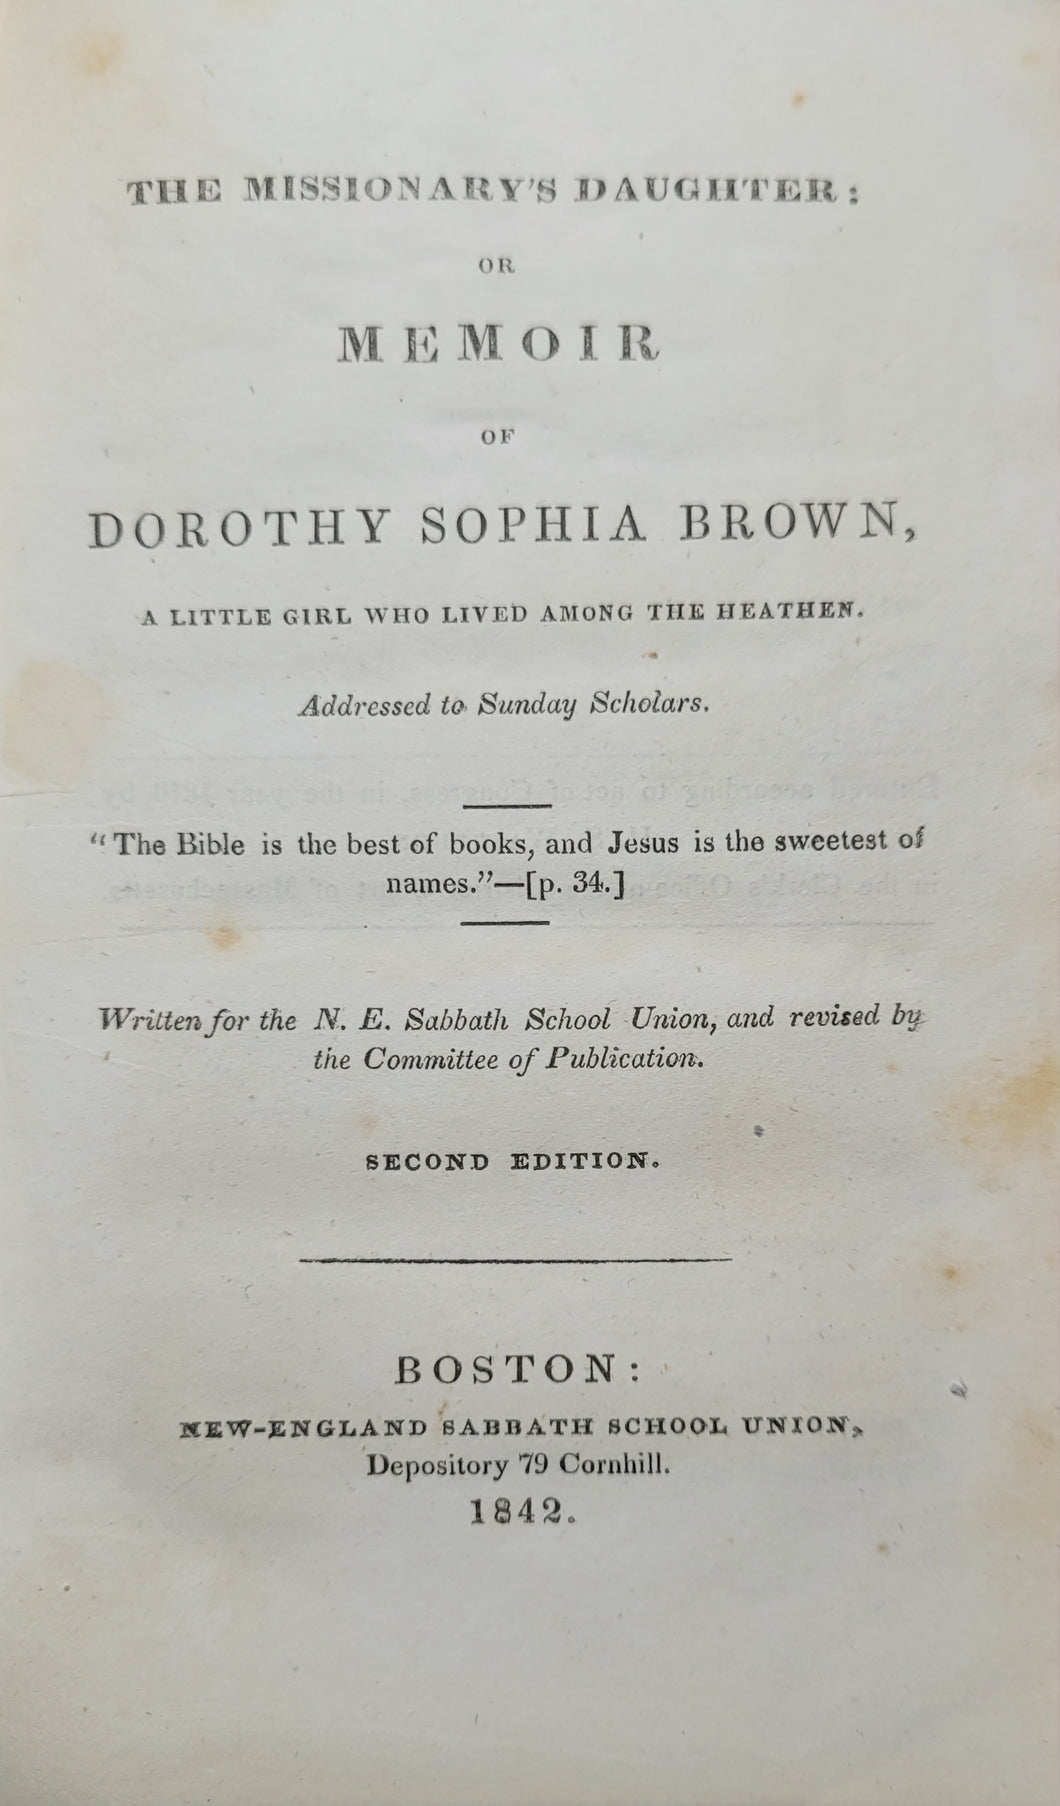 THE MISSIONARY'S DAUGHTER:
OR
MEMOIR
OF
DOROTHY SOPHIA BROWN,
A LITTLE GIRL WHO LIVED AMONG THE HEATHEN.
Addressed to Sunday Scholars.
“The Bible is the best of books, and Jesus is the sweetest of
names.”—[p. 34.]
Written for the N. E. Sabbath School Union, and revised by
the Committee of Publication.
SECOND EDITION.
BOSTON:
NEW-ENGLAND SABBATH SCHOOL UNION,
Depository 79 Cornhill.
1842.